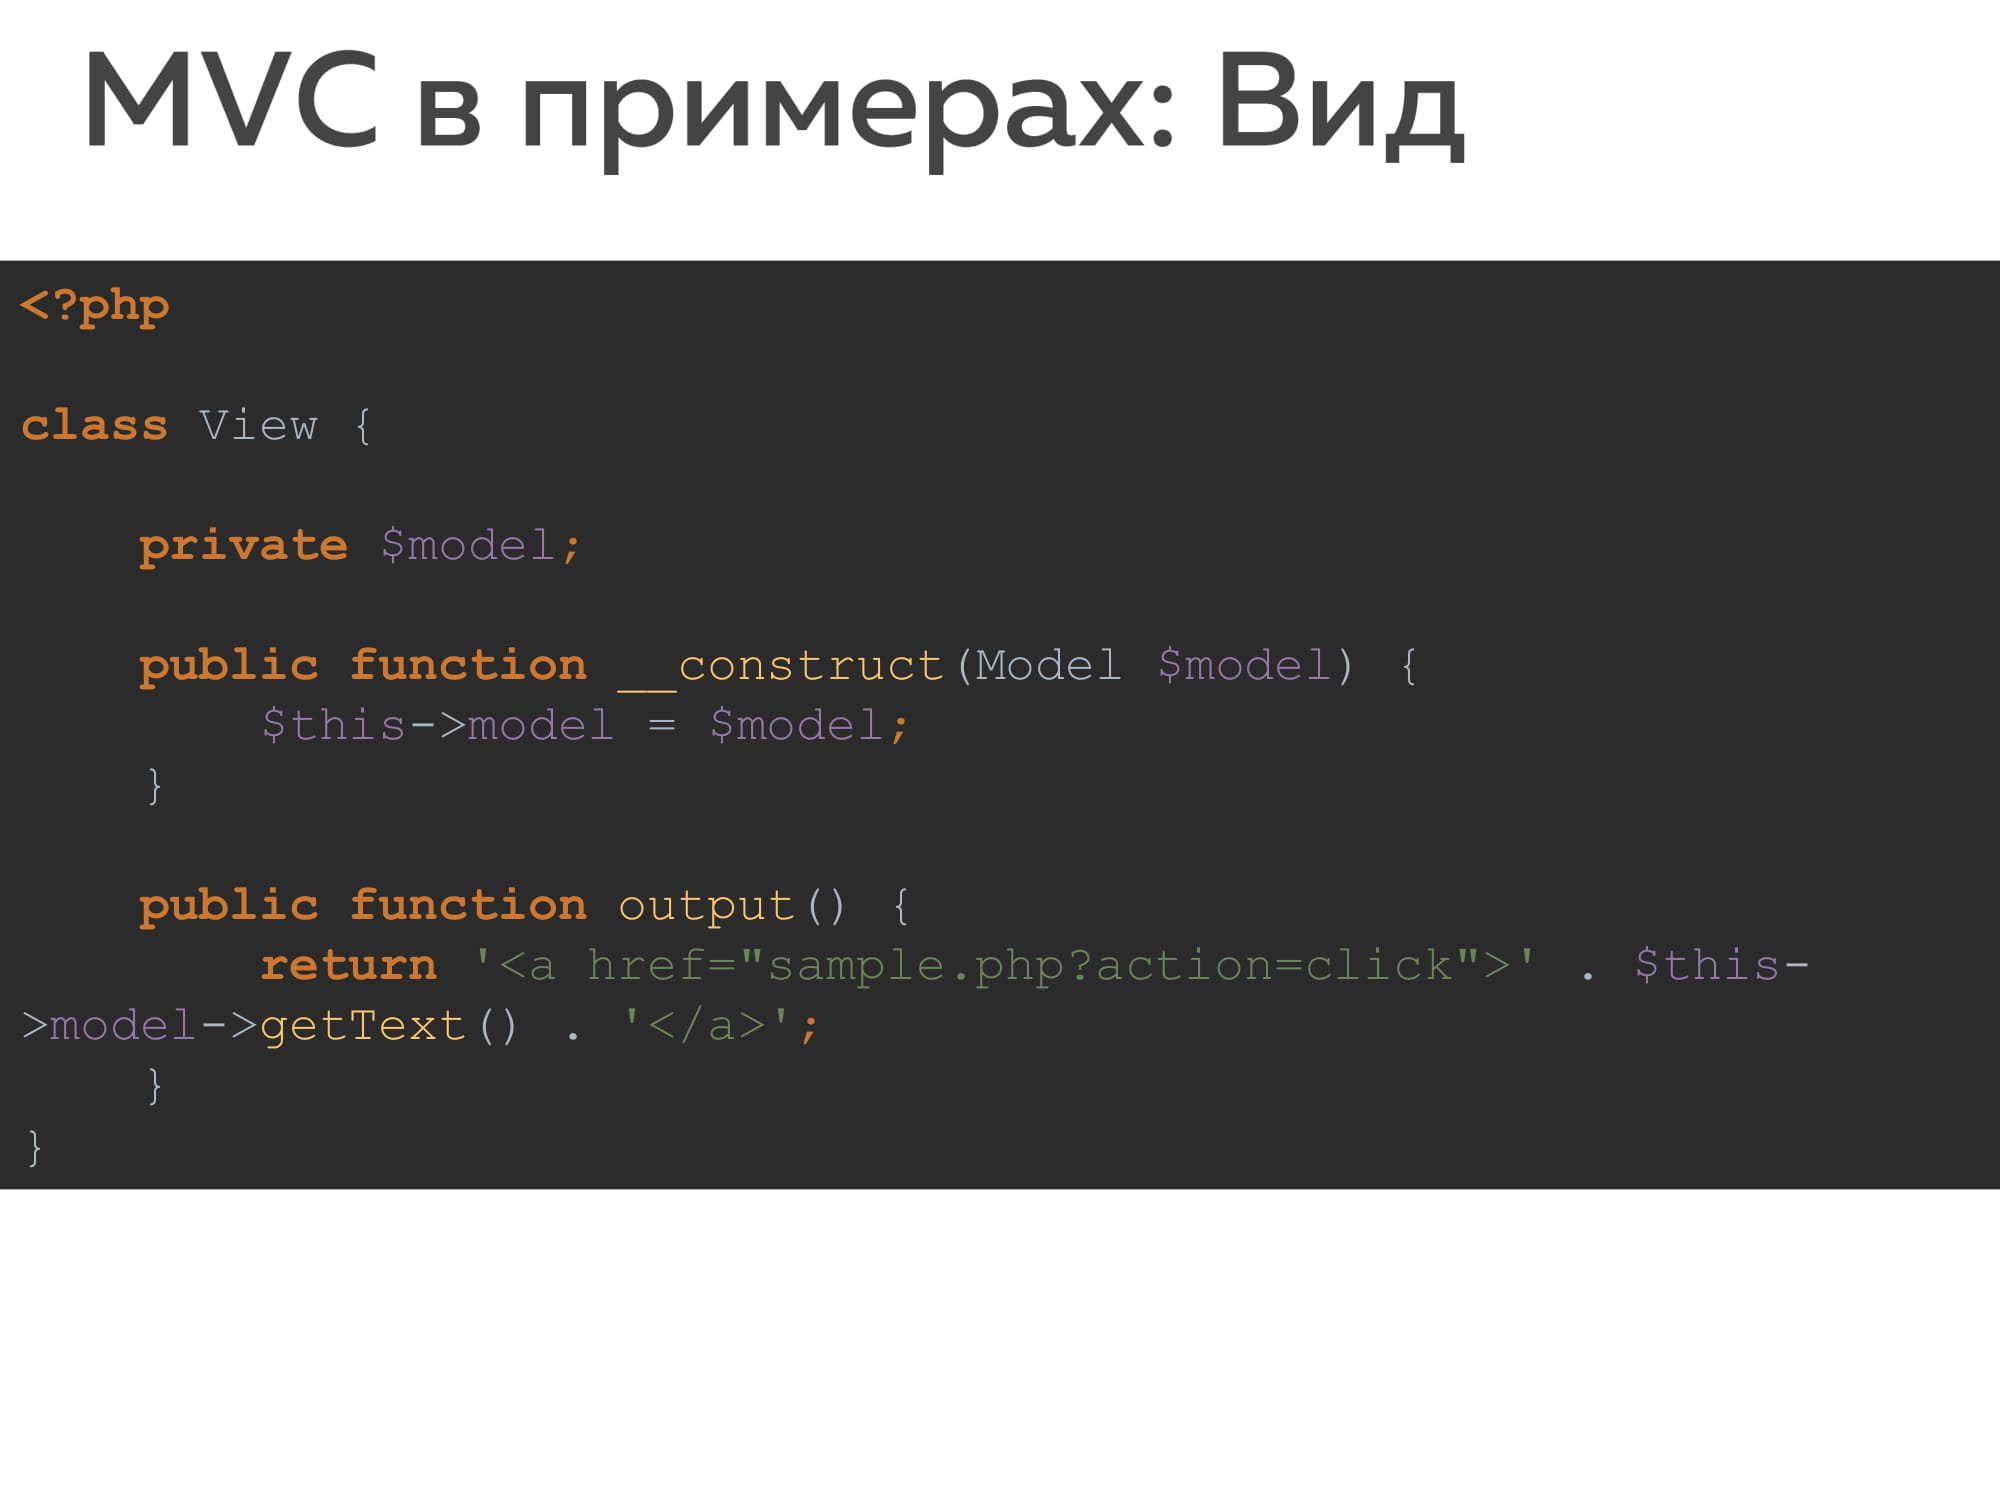 MVC в примерах: Вид
<?php
class View {
private $model;
public function __construct(Model $model) {
$this->model = $model;
}
public function output() {
return '<a href="sample.php?action=click">' . $this-
>model->getText() . '</a>';
}
}